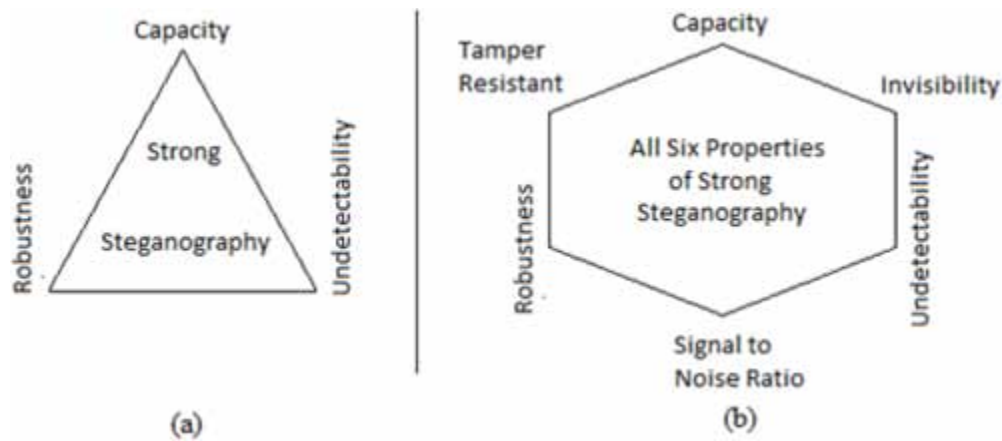 Capacity
Strong
Steganography
Robustness
Undetectability
(a)
Capacity
Tamper
Resistant
Invisibility
All Six Properties
of Strong
Steganography
Robustness
Undetectability
Signal to
Noise Ratio
(b)